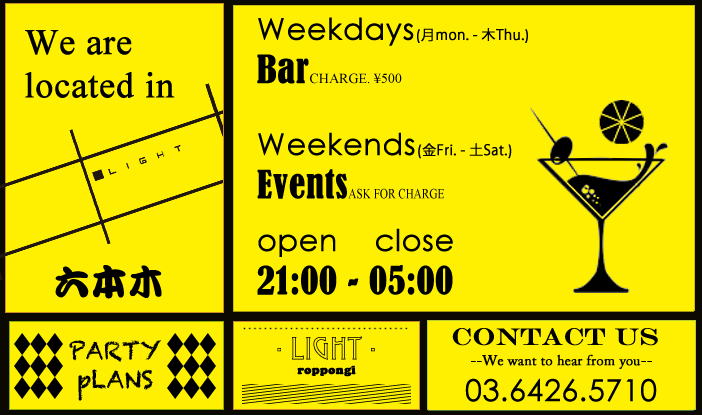 We are
located in
LIGHT
六本木
Weekdays(月mon. - 木Thu.)
Bar CHARGE. ¥500
Weekends(金Fri. - 土Sat.)
Events ASK FOR CHARGE
open close
21:00 - 05:00
PARTY
pLANS
· LIGHT ·
roppongi
CONTACT US
--We want to hear from you--
03.6426.5710